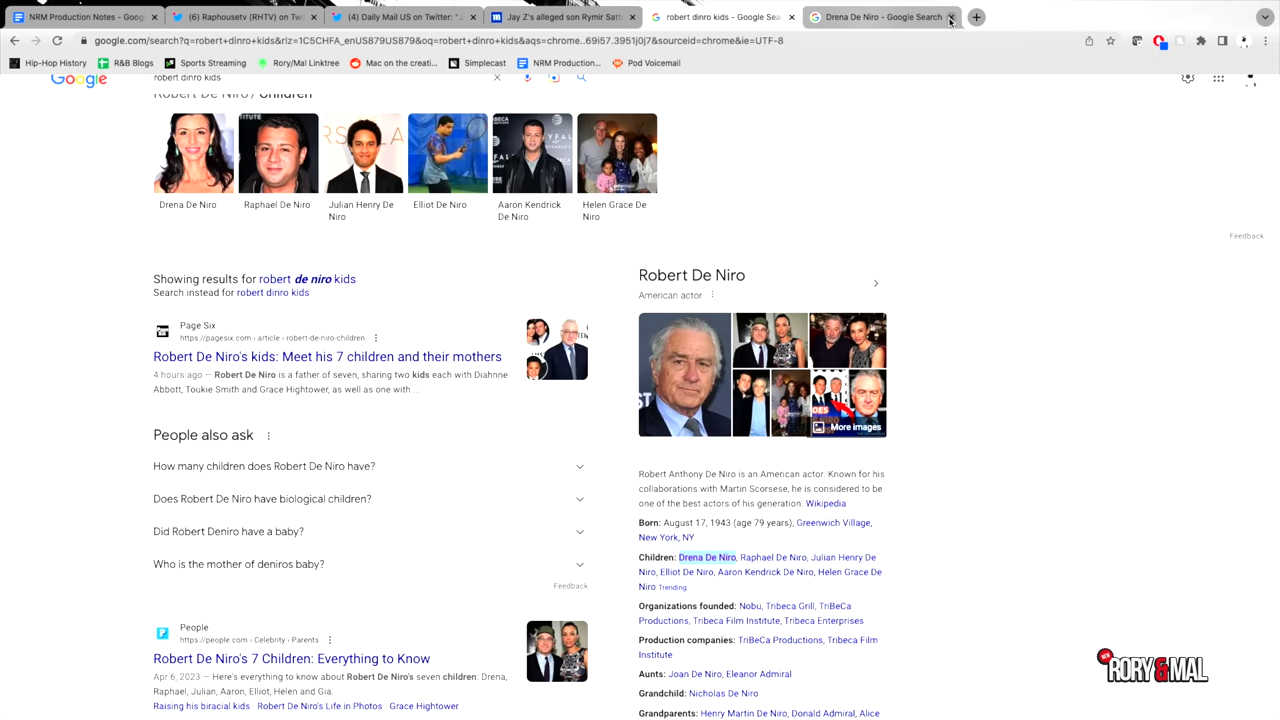 NRM Production Notes - Goog
(6) Raphousetv (RHTV) on Twi
(4) Daily Mail US on Twitter: "J
Jay Z's alleged son Rymir Satt
robert dinro kids - Google Sea
Drena De Niro - Google Search
google.com/search?q=robert+dinro+kids&rlz=1C5CHFA_enUS879US879&oq=robert+dinro+kids&aqs=chrome..69i57.3951j0j7&sourceid=chrome&ie=UTF-8
Hip-Hop History
R&B Blogs
Sports Streaming
Rory/Mal Linktree
Mac on the creati...
Simplecast
NRM Production...
Pod Voicemail
Google
robert dinro kids
Robert De Niro / Children
Drena De Niro
Raphael De Niro
Julian Henry De
Niro
Elliot De Niro
Aaron Kendrick
De Niro
Helen Grace De
Niro
Feedback
Showing results for robert de niro kids
Search instead for robert dinro kids
Page Six
https://pagesix.com › article › robert-de-niro-children
Robert De Niro's kids: Meet his 7 children and their mothers
4 hours ago — Robert De Niro is a father of seven, sharing two kids each with Diahnne
Abbott, Toukie Smith and Grace Hightower, as well as one with ...
People also ask
How many children does Robert De Niro have?
Does Robert De Niro have biological children?
Did Robert Deniro have a baby?
Who is the mother of deniros baby?
Feedback
People
https://people.com › Celebrity › Parents
Robert De Niro's 7 Children: Everything to Know
Apr 6, 2023 — Here's everything to know about Robert De Niro's seven children: Drena,
Raphael, Julian, Aaron, Elliot, Helen and Gia.
Raising his biracial kids Robert De Niro's Life in Photos Grace Hightower
Robert De Niro
American actor
More images
Robert Anthony De Niro is an American actor. Known for his
collaborations with Martin Scorsese, he is considered to be
one of the best actors of his generation. Wikipedia
Born: August 17, 1943 (age 79 years), Greenwich Village,
New York, NY
Children: Drena De Niro, Raphael De Niro, Julian Henry De
Niro, Elliot De Niro, Aaron Kendrick De Niro, Helen Grace De
Niro Trending
Organizations founded: Nobu, Tribeca Grill, TriBeCa
Productions, Tribeca Film Institute, Tribeca Enterprises
Production companies: TriBeCa Productions, Tribeca Film
Institute
Aunts: Joan De Niro, Eleanor Admiral
Grandchild: Nicholas De Niro
Grandparents: Henry Martin De Niro, Donald Admiral, Alice
NEW
RORY & MAL